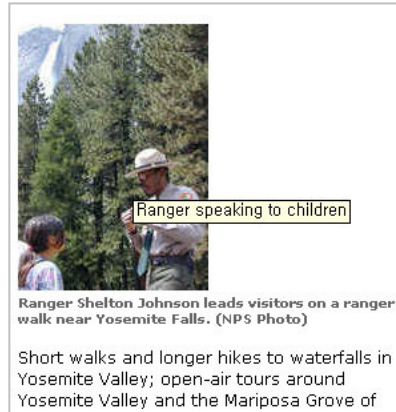 Ranger speaking to children
Ranger Shelton Johnson leads visitors on a ranger
walk near Yosemite Falls. (NPS Photo)
Short walks and longer hikes to waterfalls in
Yosemite Valley; open-air tours around
Yosemite Valley and the Mariposa Grove of